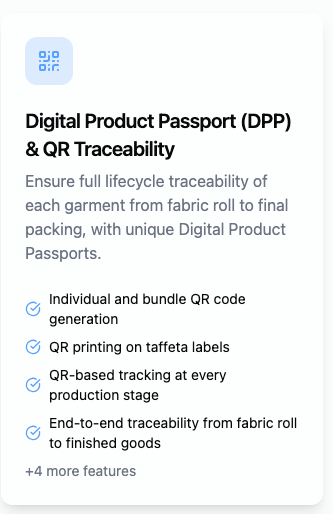 Digital Product Passport (DPP)
& QR Traceability
Ensure full lifecycle traceability of
each garment from fabric roll to final
packing, with unique Digital Product
Passports.
Individual and bundle QR code
generation
QR printing on taffeta labels
QR-based tracking at every
production stage
End-to-end traceability from fabric roll
to finished goods
+4 more features